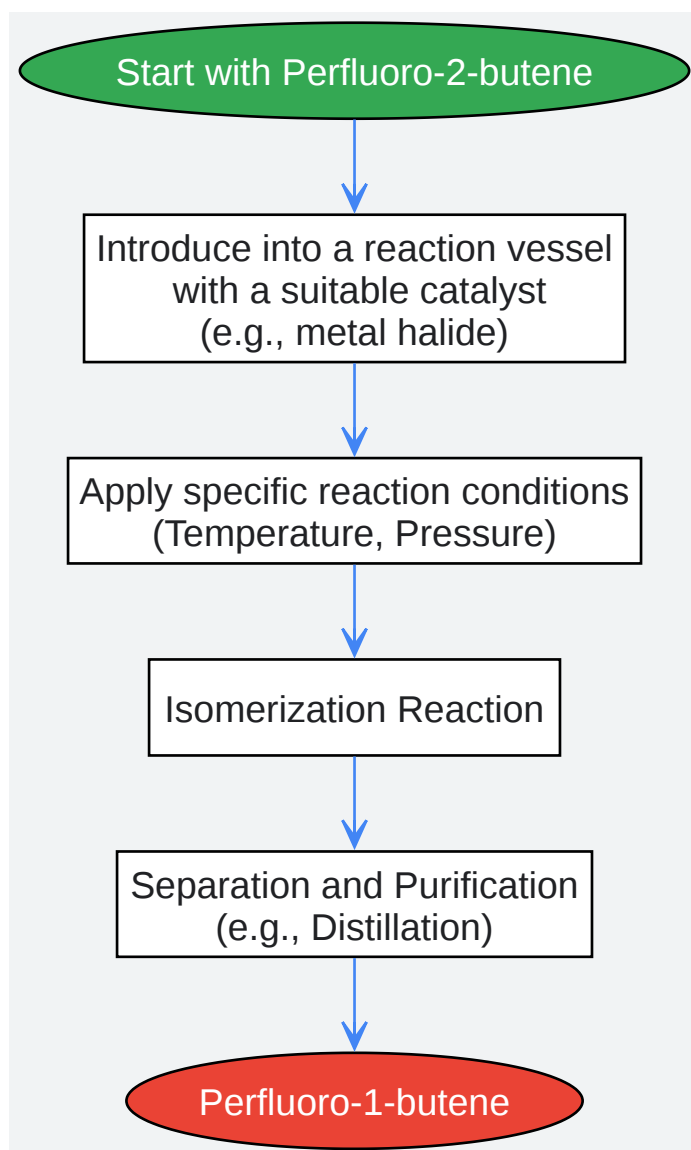 Start with Perfluoro-2-butene
Introduce into a reaction vessel
with a suitable catalyst
(e.g., metal halide)
Apply specific reaction conditions
(Temperature, Pressure)
Isomerization Reaction
Separation and Purification
(e.g., Distillation)
Perfluoro-1-butene